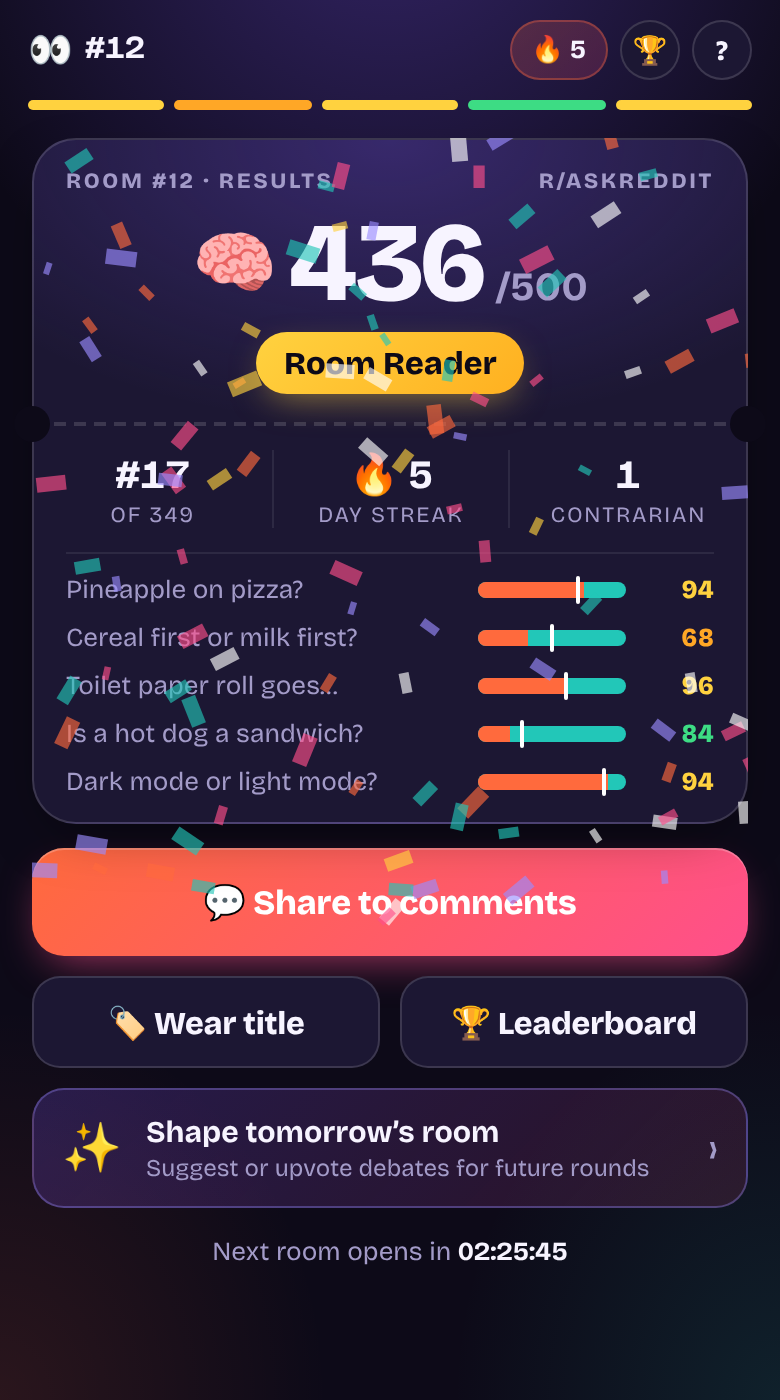 👀 #12
🔥 5 🏆 ?
ROOM #12 · RESULTS R/ASKREDDIT
🧠 436 /500
Room Reader
#17 🔥 5 1
OF 349 DAY STREAK CONTRARIAN
Pineapple on pizza? 94
Cereal first or milk first? 68
Toilet paper roll goes... 96
Is a hot dog a sandwich? 84
Dark mode or light mode? 94
💬 Share to comments
🏷️ Wear title 🏆 Leaderboard
✨ Shape tomorrow’s room ›
Suggest or upvote debates for future rounds
Next room opens in 02:25:45